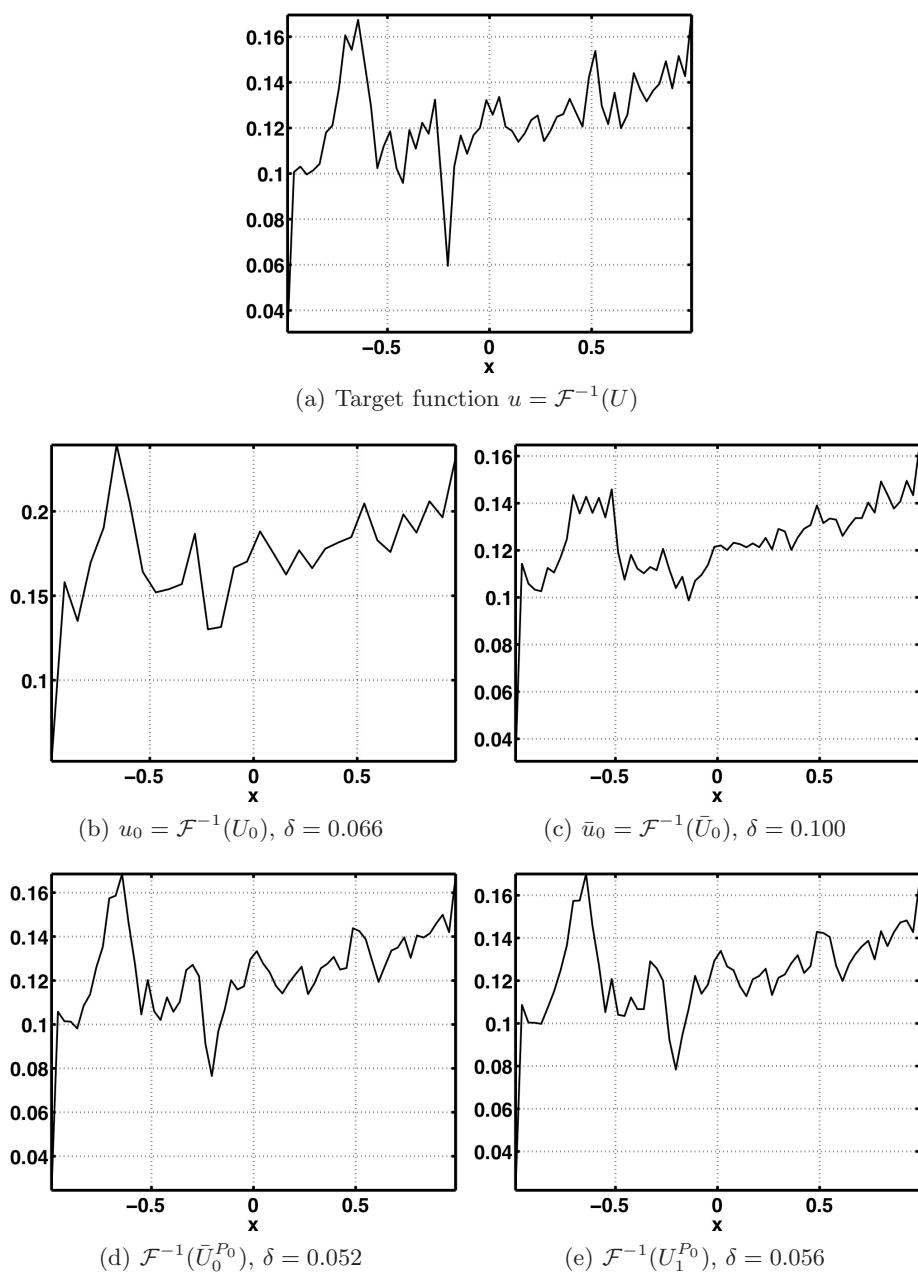 0.16
0.14
0.12
0.1
0.08
0.06
0.04
−0.5 0 0.5
x
(a) Target function u = F⁻¹(U)
0.2
0.15
0.1
−0.5 0 0.5
x
(b) u₀ = F⁻¹(U₀), δ = 0.066
0.16
0.14
0.12
0.1
0.08
0.06
0.04
−0.5 0 0.5
x
(c) ū₀ = F⁻¹(Ū₀), δ = 0.100
0.16
0.14
0.12
0.1
0.08
0.06
0.04
−0.5 0 0.5
x
(d) F⁻¹(Ū₀^{P₀}), δ = 0.052
0.16
0.14
0.12
0.1
0.08
0.06
0.04
−0.5 0 0.5
x
(e) F⁻¹(U₁^{P₀}), δ = 0.056